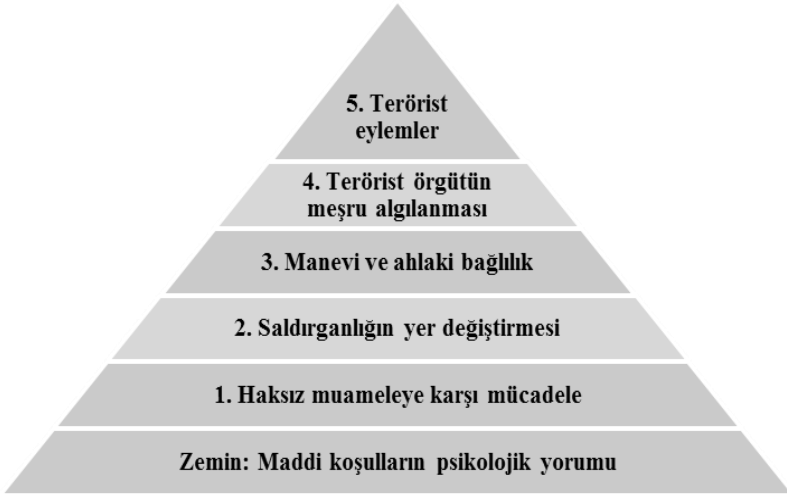 5. Terörist
eylemler
4. Terörist örgütün
meşru algılanması
3. Manevi ve ahlaki bağlılık
2. Saldırganlığın yer değiştirmesi
1. Haksız muameleye karşı mücadele
Zemin: Maddi koşulların psikolojik yorumu